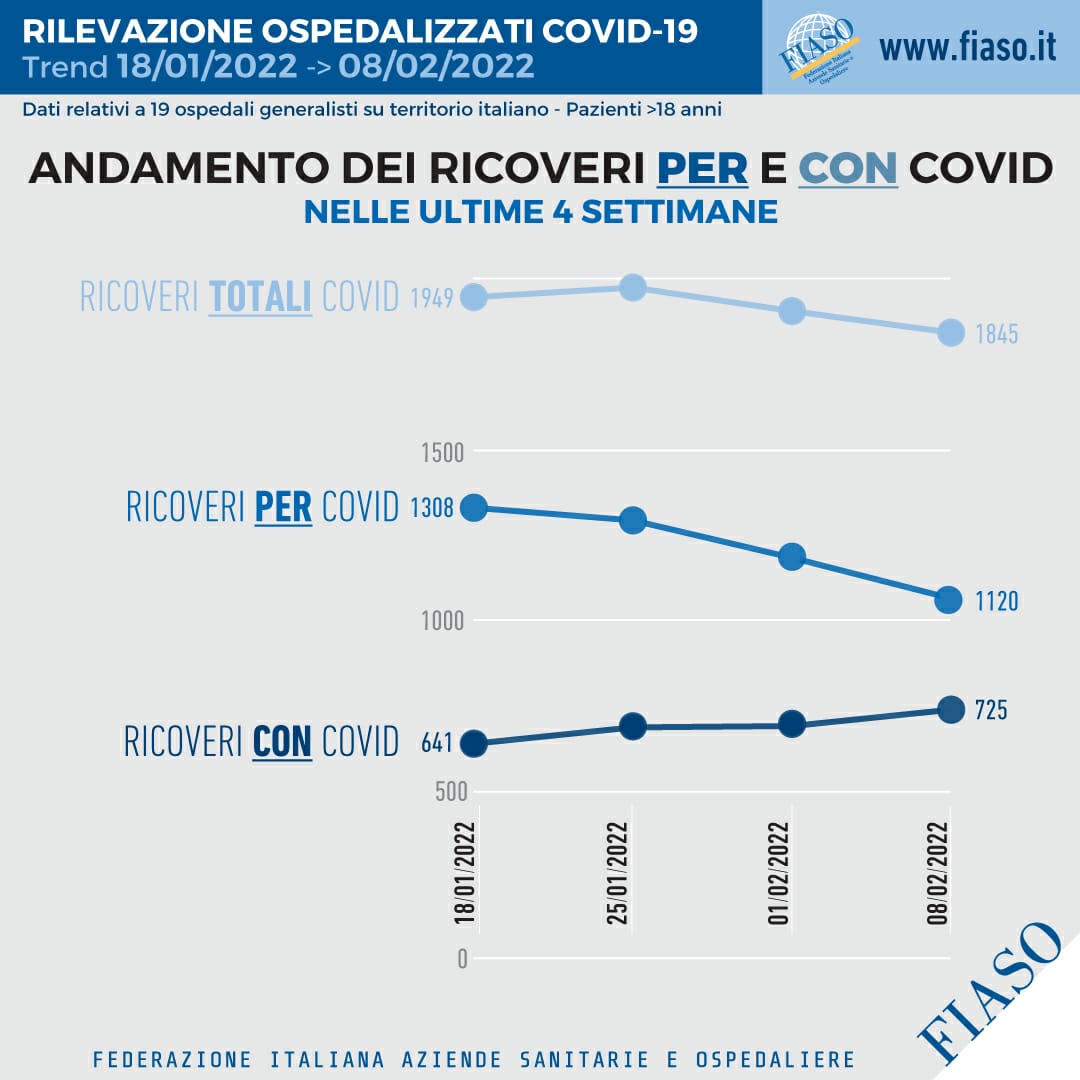 RILEVAZIONE OSPEDALIZZATI COVID-19
Trend 18/01/2022 -> 08/02/2022
FIASO
Federazione Italiana
Aziende Sanitarie e
Ospedaliere
www.fiaso.it
Dati relativi a 19 ospedali generalisti su territorio italiano - Pazienti >18 anni
ANDAMENTO DEI RICOVERI PER E CON COVID
NELLE ULTIME 4 SETTIMANE
RICOVERI TOTALI COVID 1949
1845
1500
RICOVERI PER COVID 1308
1120
1000
RICOVERI CON COVID 641
725
500
18/01/2022
25/01/2022
01/02/2022
08/02/2022
0
FIASO
FEDERAZIONE ITALIANA AZIENDE SANITARIE E OSPEDALIERE